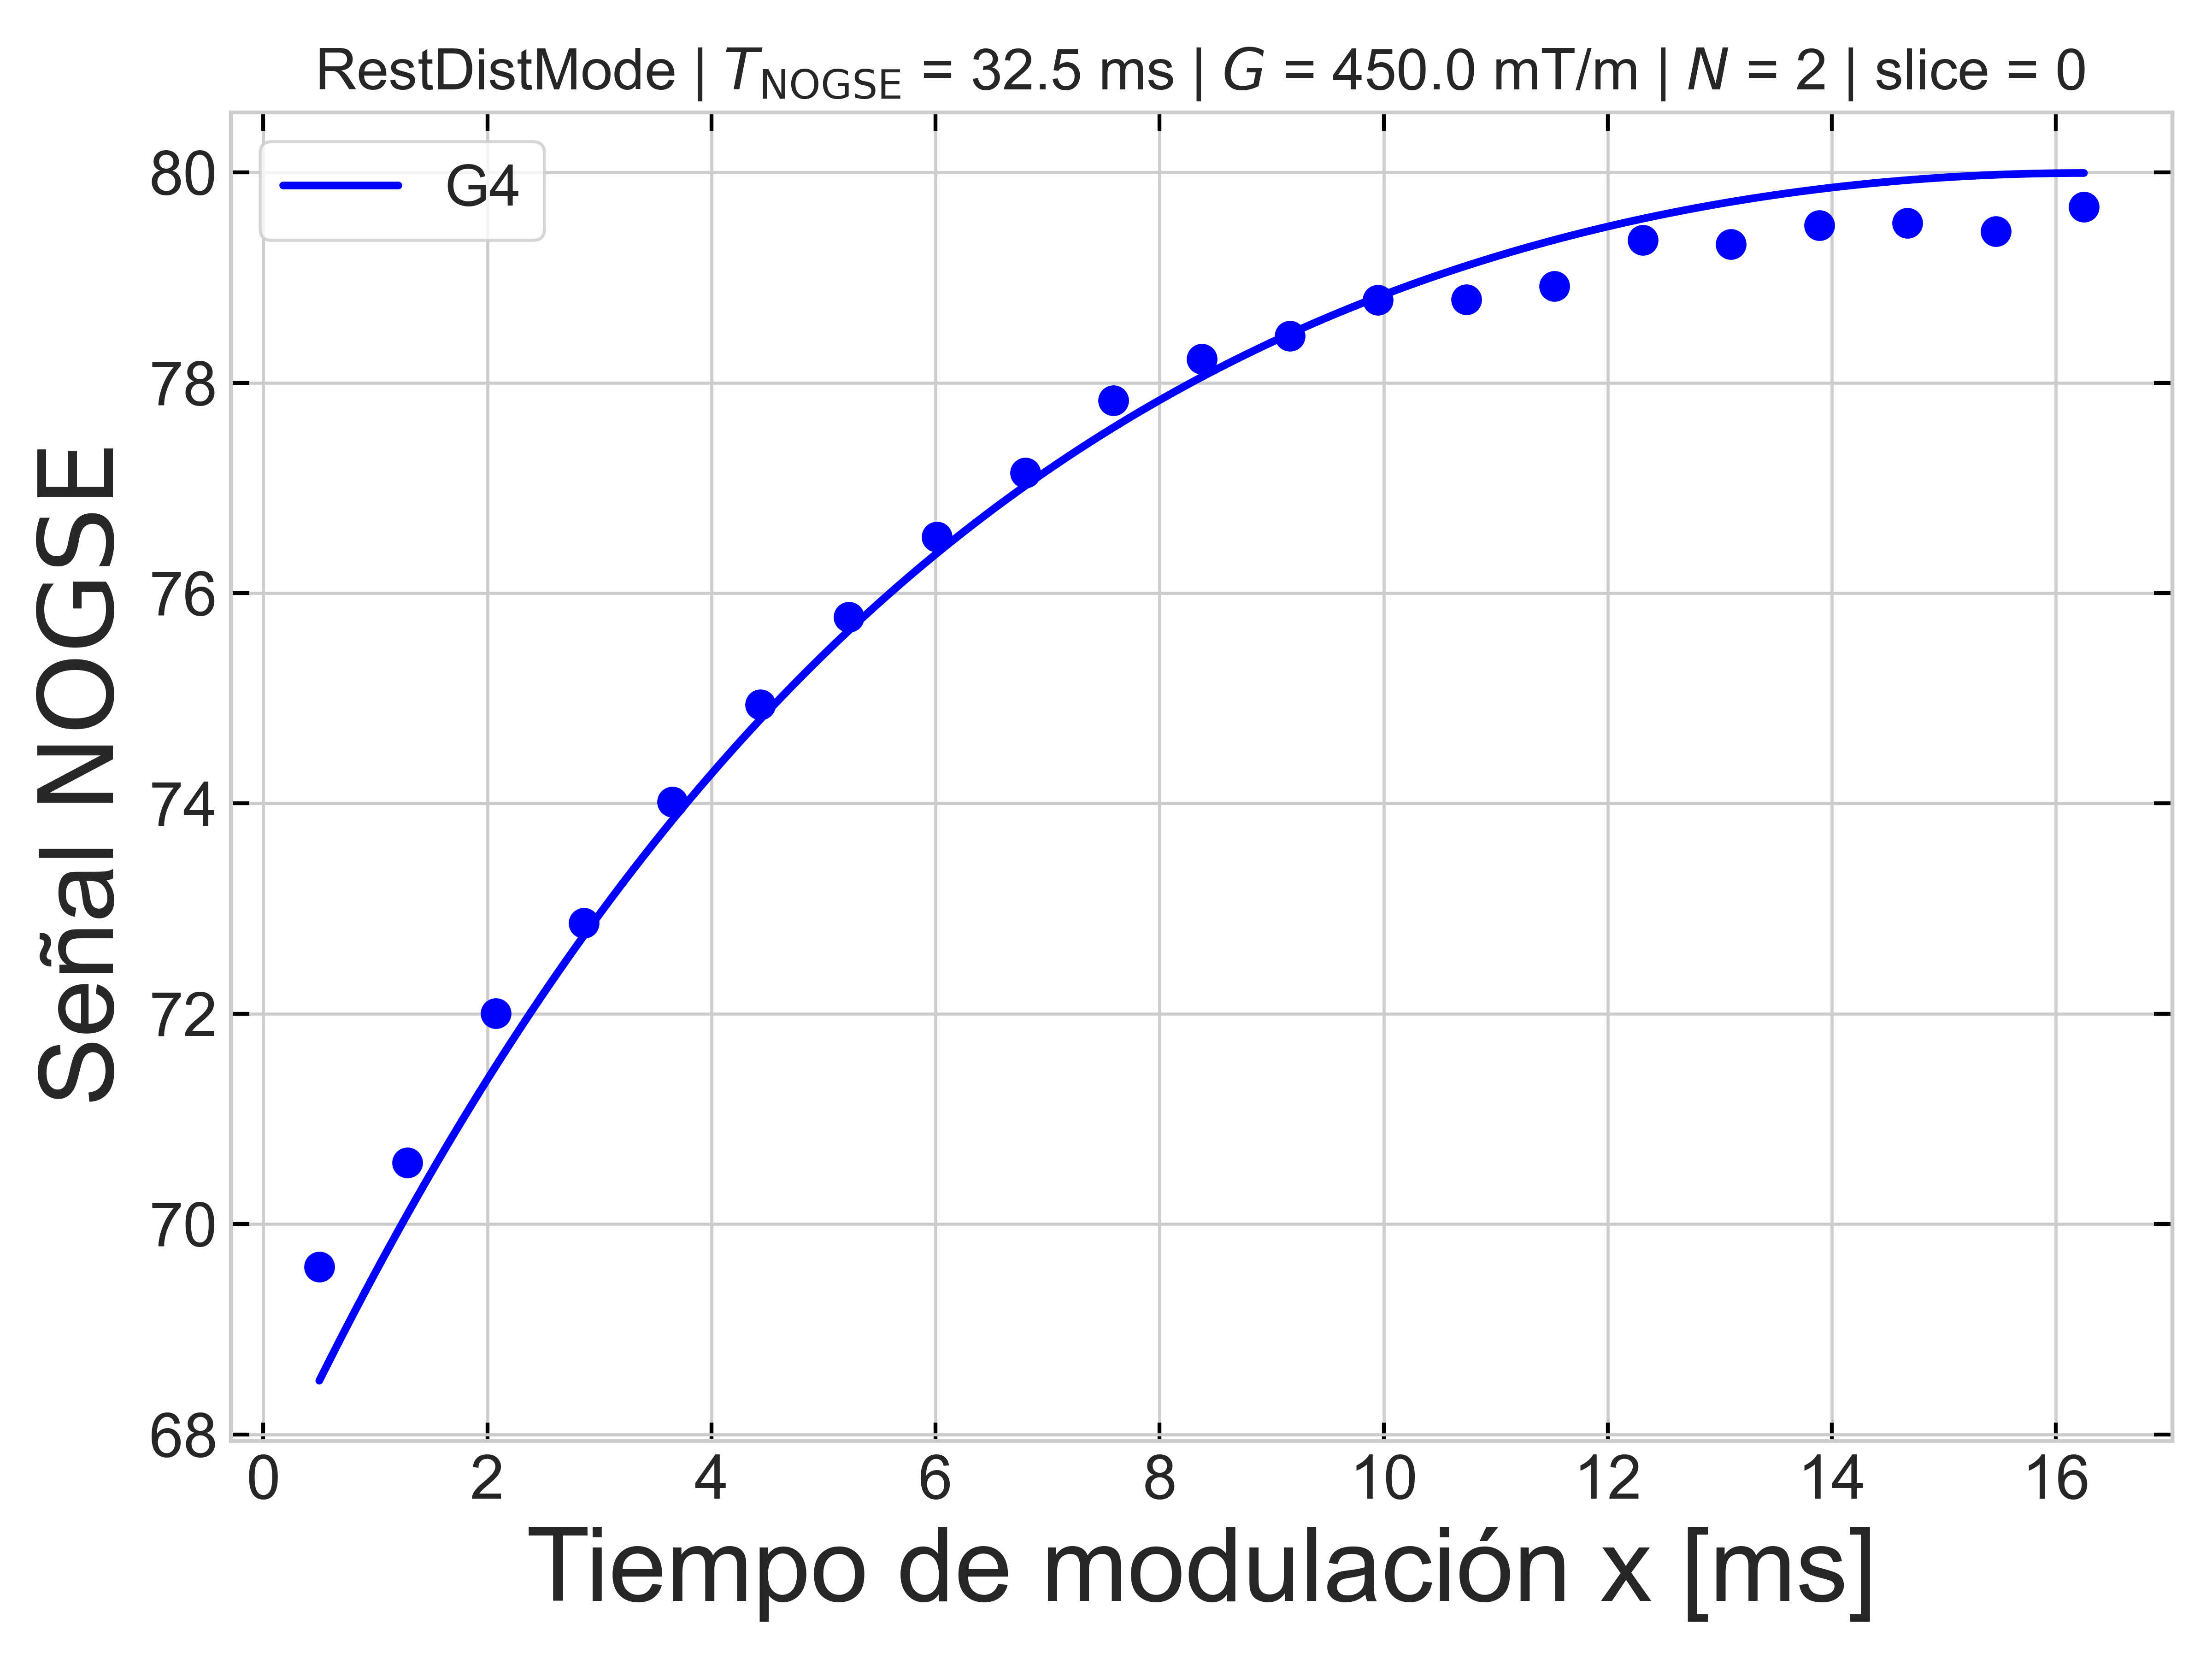 RestDistMode | T_NOGSE = 32.5 ms | G = 450.0 mT/m | N = 2 | slice = 0
G4
80
78
76
74
72
70
68
Señal NOGSE
0 2 4 6 8 10 12 14 16
Tiempo de modulación x [ms]